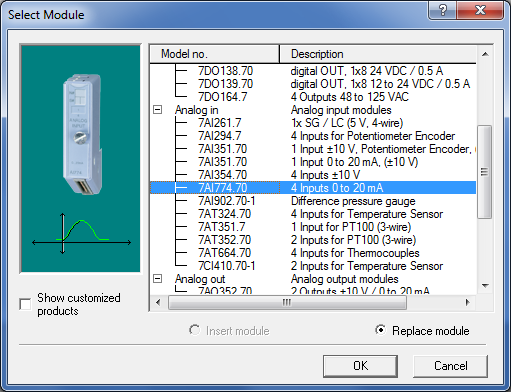 Select Module
Model no. Description
7DO138.70 digital OUT, 1x8 24 VDC / 0.5 A
7DO139.70 digital OUT, 1x8 12 to 24 VDC / 0.5 A
7DO164.7 4 Outputs 48 to 125 VAC
Analog in Analog input modules
7AI261.7 1x SG / LC (5 V, 4-wire)
7AI294.7 4 Inputs for Potentiometer Encoder
7AI351.70 1 Input ±10 V, Potentiometer Encoder,
7AI351.70 1 Input 0 to 20 mA, (±10 V)
7AI354.70 4 Inputs ±10 V
7AI774.70 4 Inputs 0 to 20 mA
7AI902.70-1 Difference pressure gauge
7AT324.70 4 Inputs for Temperature Sensor
7AT351.7 1 Input for PT100 (3-wire)
7AT352.70 2 Inputs for PT100 (3-wire)
7AT664.70 4 Inputs for Thermocouples
7CI410.70-1 2 Inputs for Temperature Sensor
Analog out Analog output modules
7AO352.70 2 Outputs ±10 V / 0 to 20 mA
Show customized
products
Insert module Replace module
OK Cancel